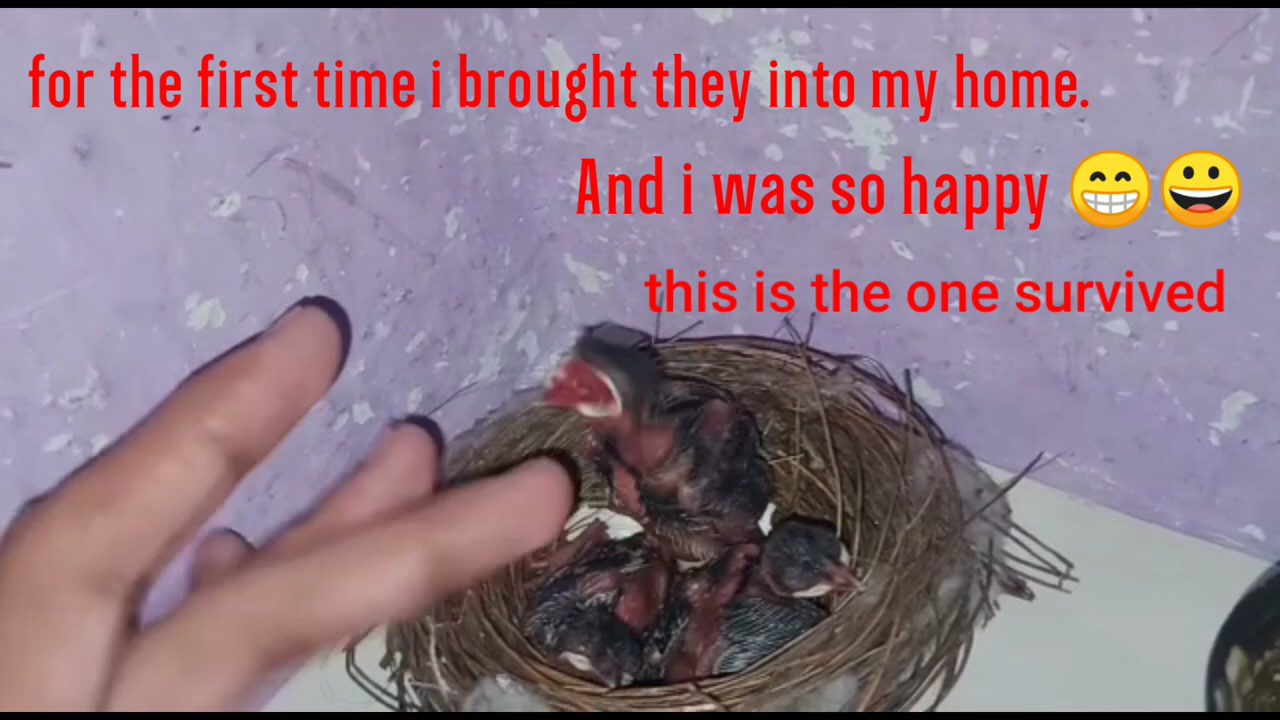 for the first time i brought they into my home.
And i was so happy 😁😀
this is the one survived